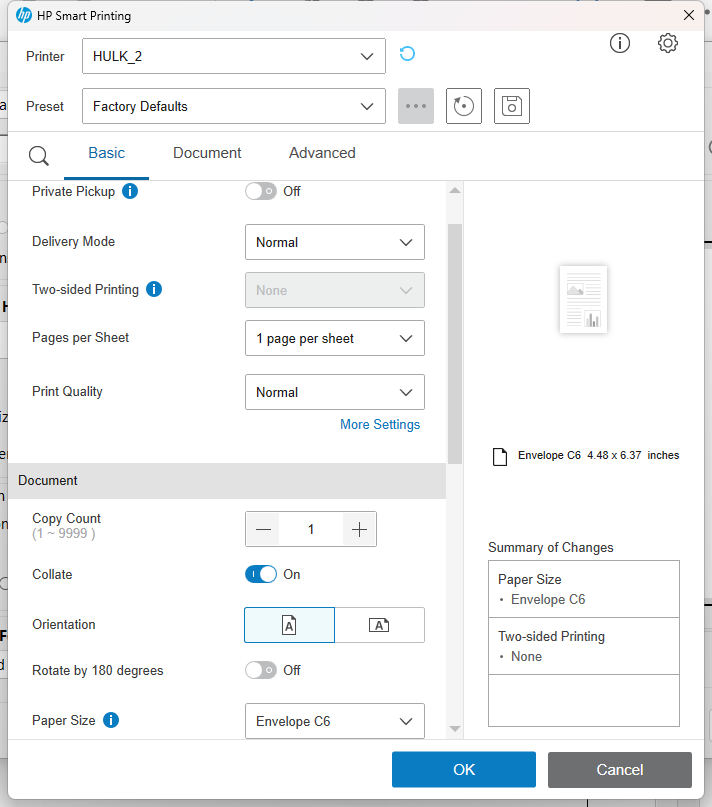 HP Smart Printing
Printer HULK_2
Preset Factory Defaults
Basic Document Advanced
Private Pickup Off
Delivery Mode Normal
Two-sided Printing None
Pages per Sheet 1 page per sheet
Print Quality Normal
More Settings
Document
Copy Count
(1 ~ 9999 )
1
Collate On
Orientation
Rotate by 180 degrees Off
Paper Size Envelope C6
Envelope C6 4.48 x 6.37 inches
Summary of Changes
Paper Size
• Envelope C6
Two-sided Printing
• None
OK Cancel